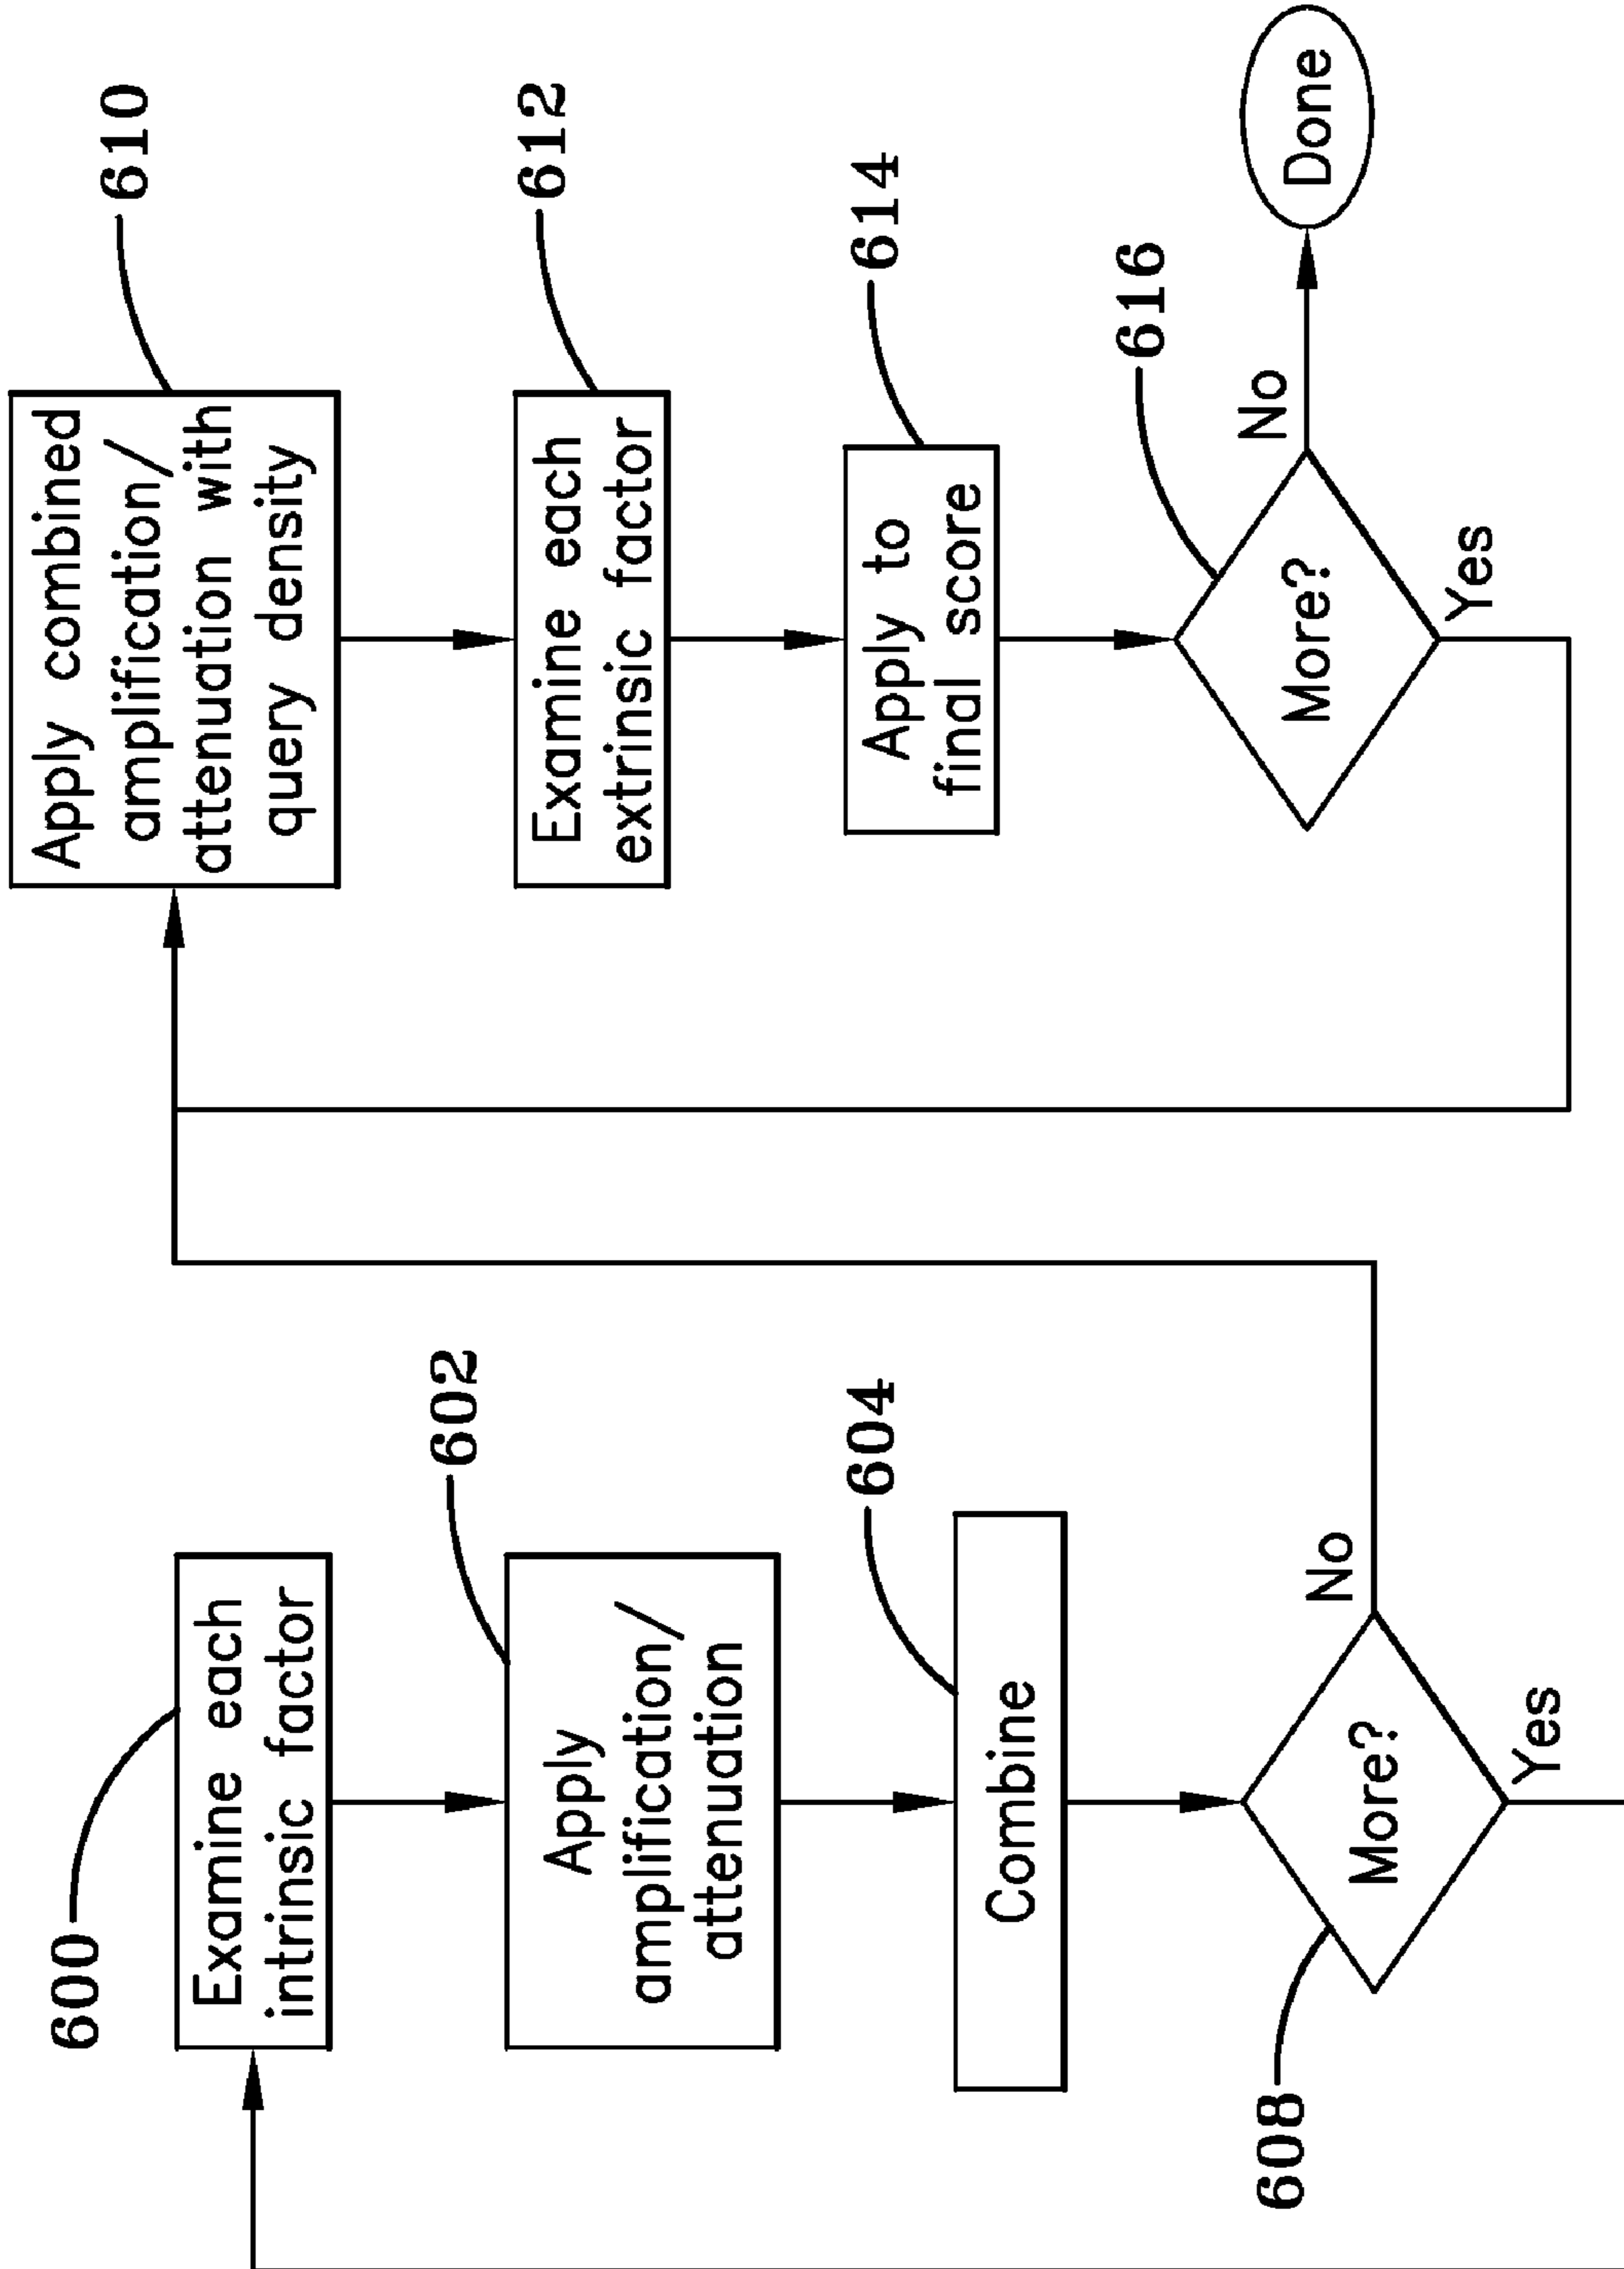 600
Examine each
intrinsic factor
602
Apply
amplification/
attenuation
604
Combine
608
More?
No
Yes
610
Apply combined
amplification/
attenuation with
query density
612
Examine each
extrinsic factor
614
Apply to
final score
616
More?
No
Done
Yes